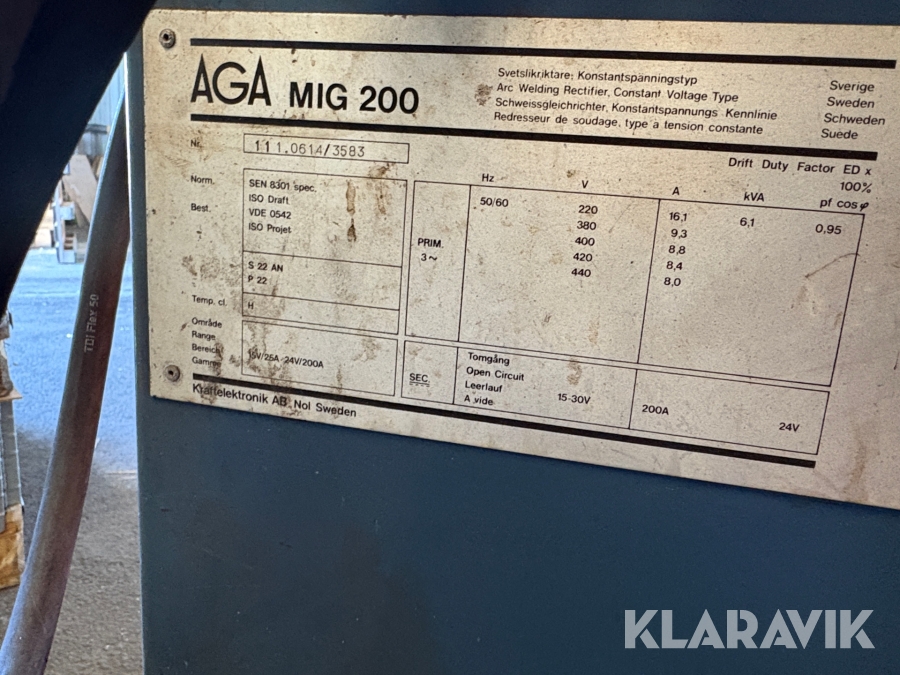 AGA MIG 200
Svetslikriktare; Konstantspänningstyp
Arc Welding Rectifier, Constant Voltage Type
Schweissgleichrichter, Konstantspannungs Kennlinie
Redresseur de soudage, type a tension constante
Sverige
Sweden
Schweden
Suede
Nr. 111.0614/3583
Norm. SEN 8301 spec.
ISO Draft
Best. VDE 0542
ISO Projet
S 22 AN
P 22
Temp. cl. H
Område
Range
Bereich
Gamme
15V/25A 24V/200A
Drift Duty Factor ED x
100%
Hz V A kVA pf cos φ
PRIM.
3~
50/60 220 16,1 6,1 0,95
380 9,3
400 8,8
420 8,4
440 8,0
SEC.
Tomgång
Open Circuit
Leerlauf
A vide
15-30V
200A
24V
Kraftelektronik AB, Nol Sweden
TDI Flex 50
KLARAVIK